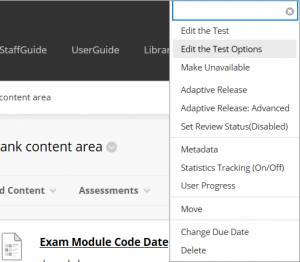 StaffGuide UserGuide Librar
content area
ank content area
d Content Assessments
Exam Module Code Date
Edit the Test
Edit the Test Options
Make Unavailable
Adaptive Release
Adaptive Release: Advanced
Set Review Status(Disabled)
Metadata
Statistics Tracking (On/Off)
User Progress
Move
Change Due Date
Delete